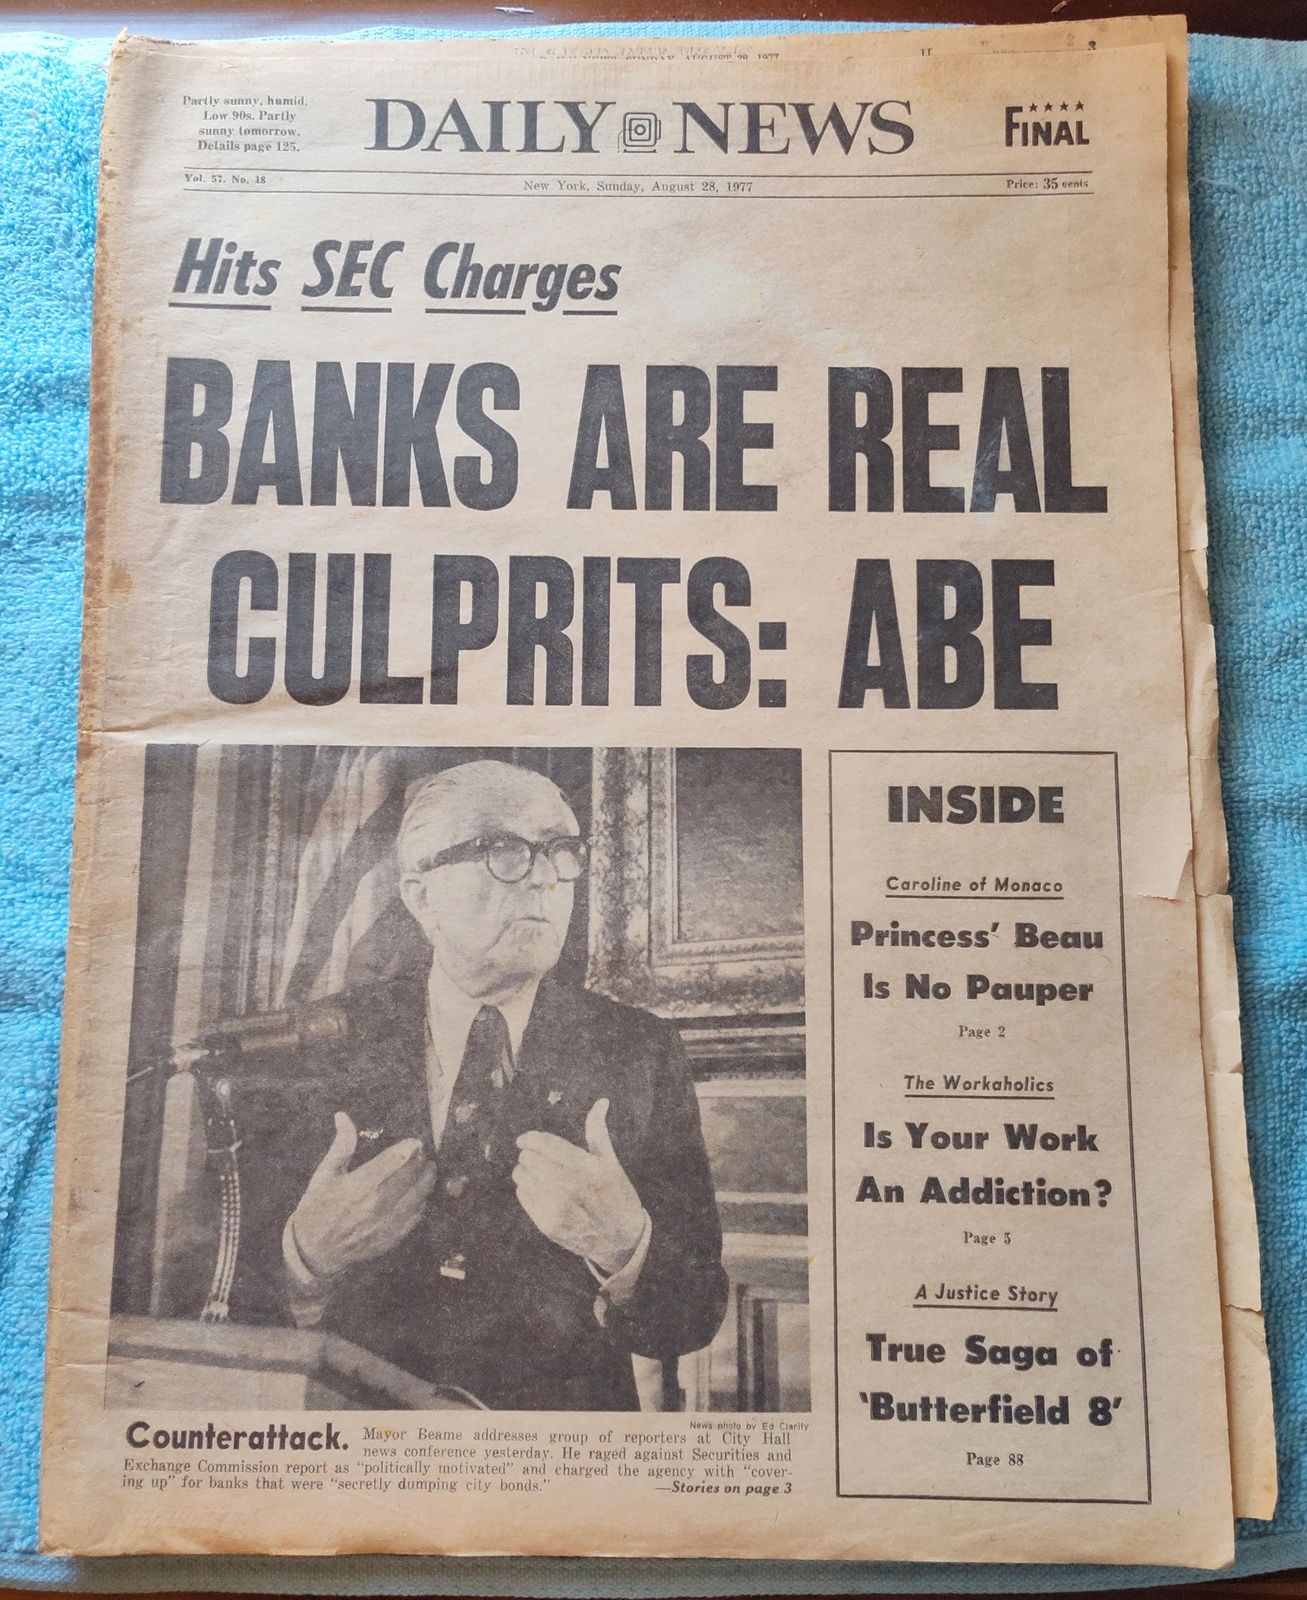 SUNDAY, AUGUST 28, 1977
Partly sunny, humid.
Low 90s. Partly
sunny tomorrow.
Details page 125.
DAILY NEWS
★★★★
FINAL
Vol. 57. No. 18
New York, Sunday, August 28, 1977
Price: 35 cents
Hits SEC Charges
BANKS ARE REAL
CULPRITS: ABE
News photo by Ed Clarity
Counterattack. Mayor Beame addresses group of reporters at City Hall
news conference yesterday. He raged against Securities and
Exchange Commission report as "politically motivated" and charged the agency with "cover-
ing up" for banks that were "secretly dumping city bonds."
—Stories on page 3
INSIDE
Caroline of Monaco
Princess' Beau
Is No Pauper
Page 2
The Workaholics
Is Your Work
An Addiction?
Page 5
A Justice Story
True Saga of
'Butterfield 8'
Page 88